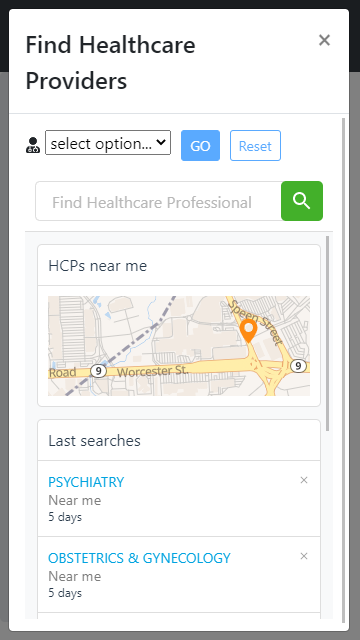 Find Healthcare
Providers
×
select option...
GO
Reset
Find Healthcare Professional
HCPs near me
Speen Street
Road
9
Worcester St.
9
Last searches
PSYCHIATRY
×
Near me
5 days
OBSTETRICS & GYNECOLOGY
×
Near me
5 days